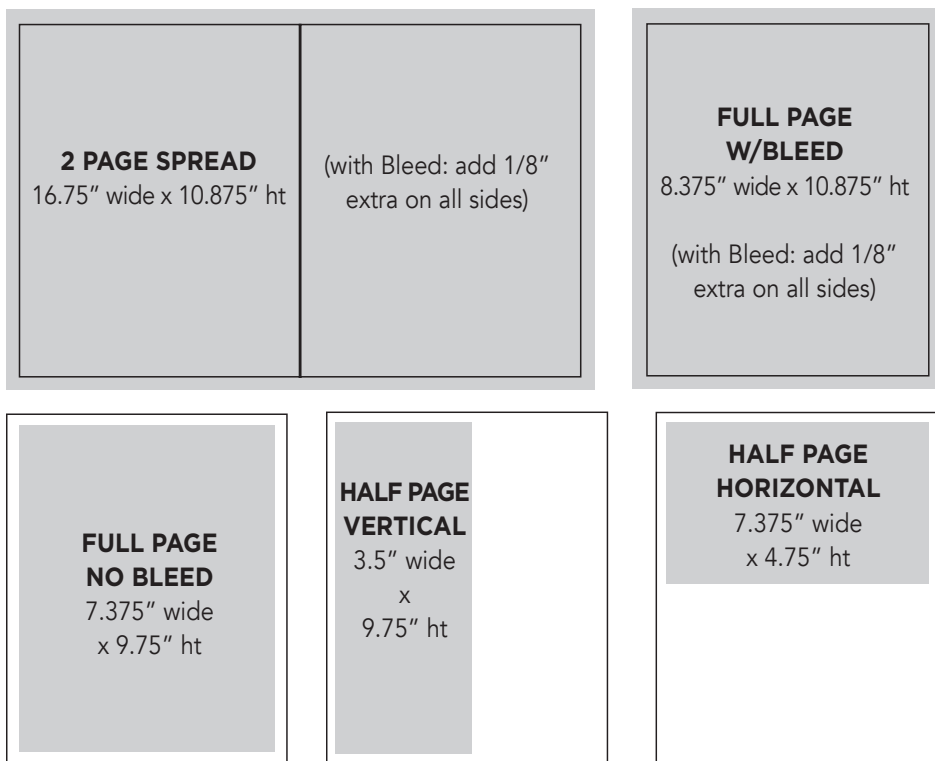 2 PAGE SPREAD
16.75″ wide x 10.875″ ht
(with Bleed: add 1/8″
extra on all sides)
FULL PAGE
W/BLEED
8.375″ wide x 10.875″ ht
(with Bleed: add 1/8″
extra on all sides)
FULL PAGE
NO BLEED
7.375″ wide
x 9.75″ ht
HALF PAGE
VERTICAL
3.5″ wide
x
9.75″ ht
HALF PAGE
HORIZONTAL
7.375″ wide
x 4.75″ ht